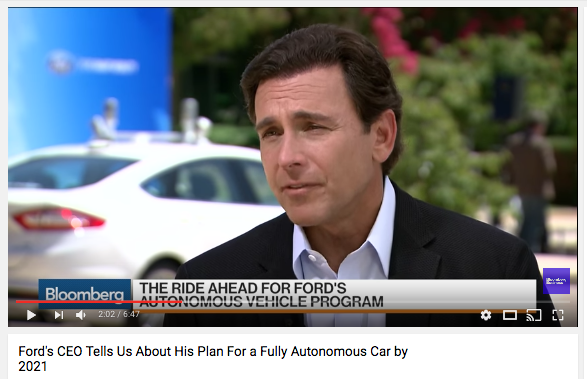 Bloomberg
THE RIDE AHEAD FOR FORD'S
AUTONOMOUS VEHICLE PROGRAM
2:02 / 6:47
Ford's CEO Tells Us About His Plan For a Fully Autonomous Car by
2021